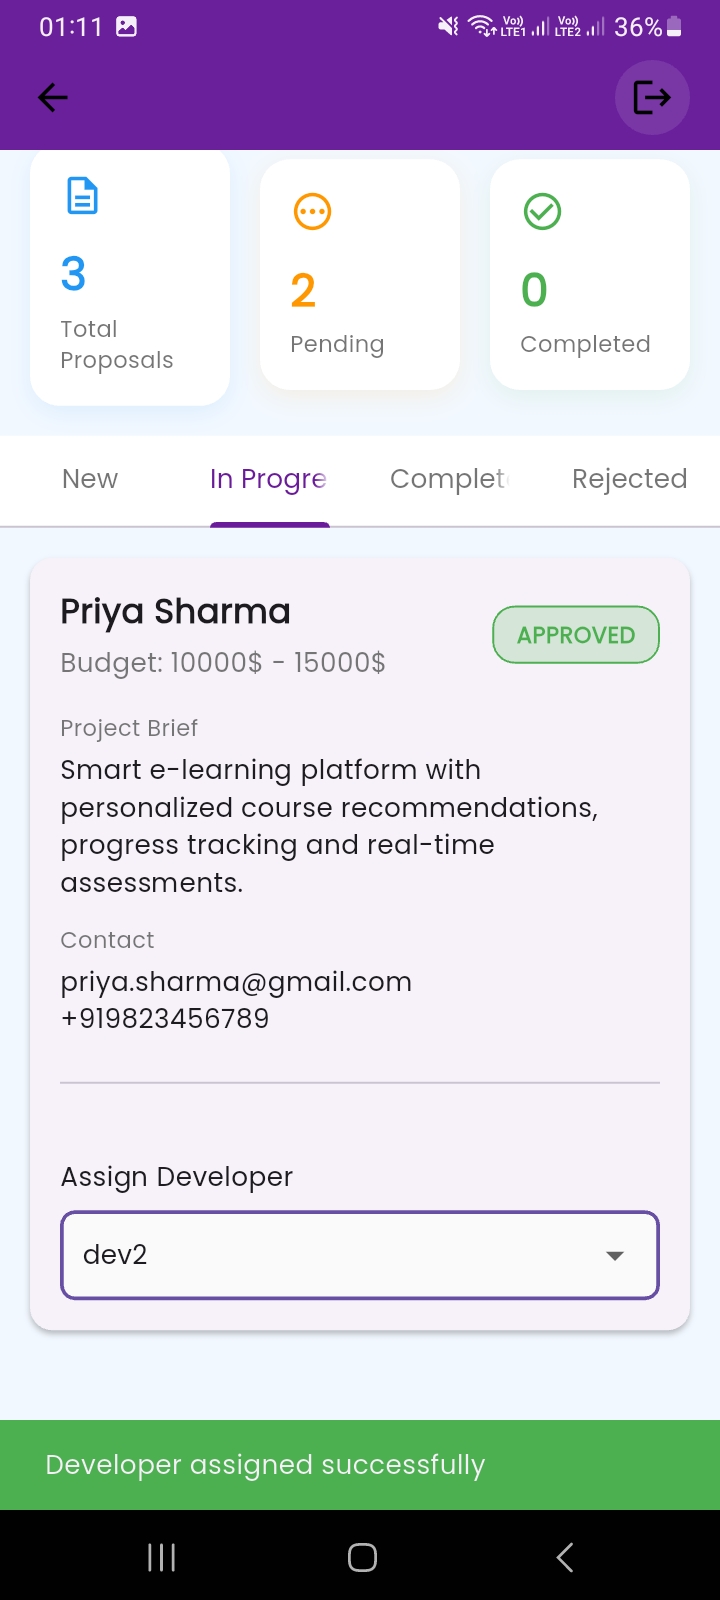 01:11
Vo)) LTE1 Vo)) LTE2 36%
3
Total
Proposals
2
Pending
0
Completed
New In Progre Complet Rejected
Priya Sharma
APPROVED
Budget: 10000$ - 15000$
Project Brief
Smart e-learning platform with
personalized course recommendations,
progress tracking and real-time
assessments.
Contact
priya.sharma@gmail.com
+919823456789
Assign Developer
dev2
Developer assigned successfully